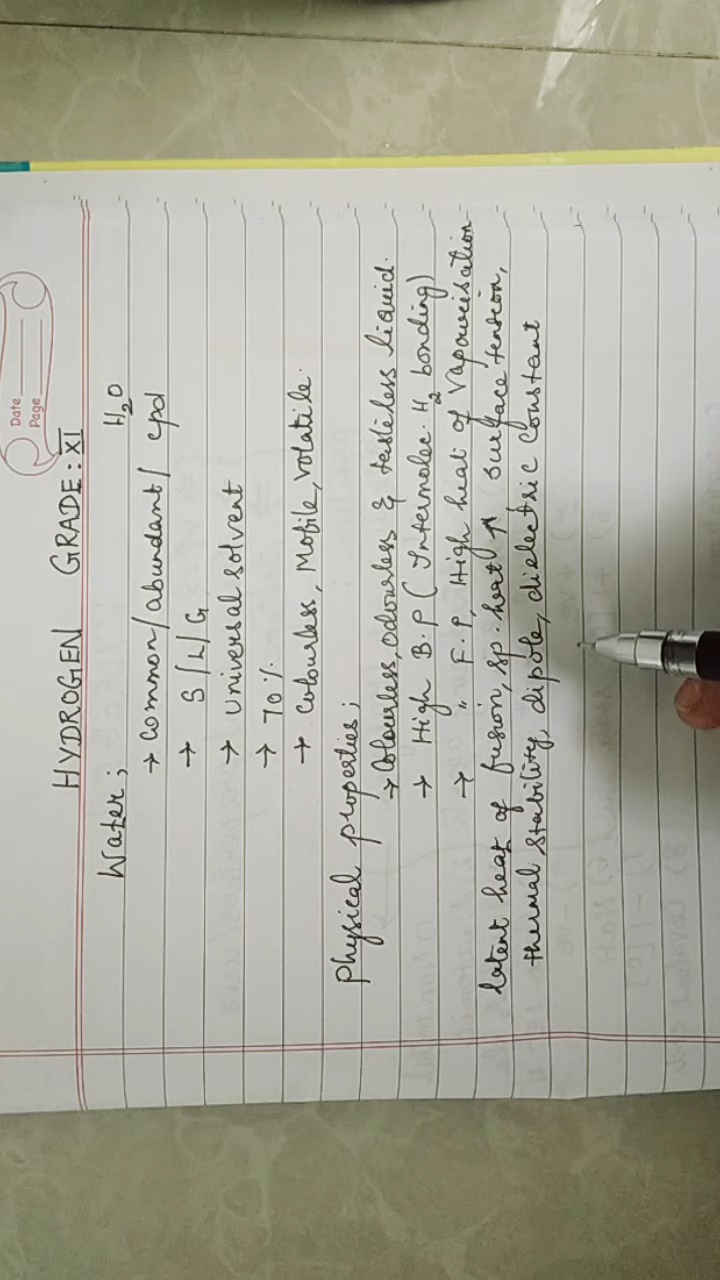 Date
Page
HYDROGEN GRADE: XI
Water; H2O
→ Common/abundant/ cpd
→ S/L/G
→ Universal solvent
→ 70%
→ Colourless, Mobile, volatile.
Physical properties;
→ Colourless, odourless & tasteless liquid.
→ High B.P ( Intermolec. H2 bonding)
→ " F.P, High heat of vapourisation
latent heat of fusion, sp. heat ↑ surface tension,
thermal stability, dipole, dielectric constant